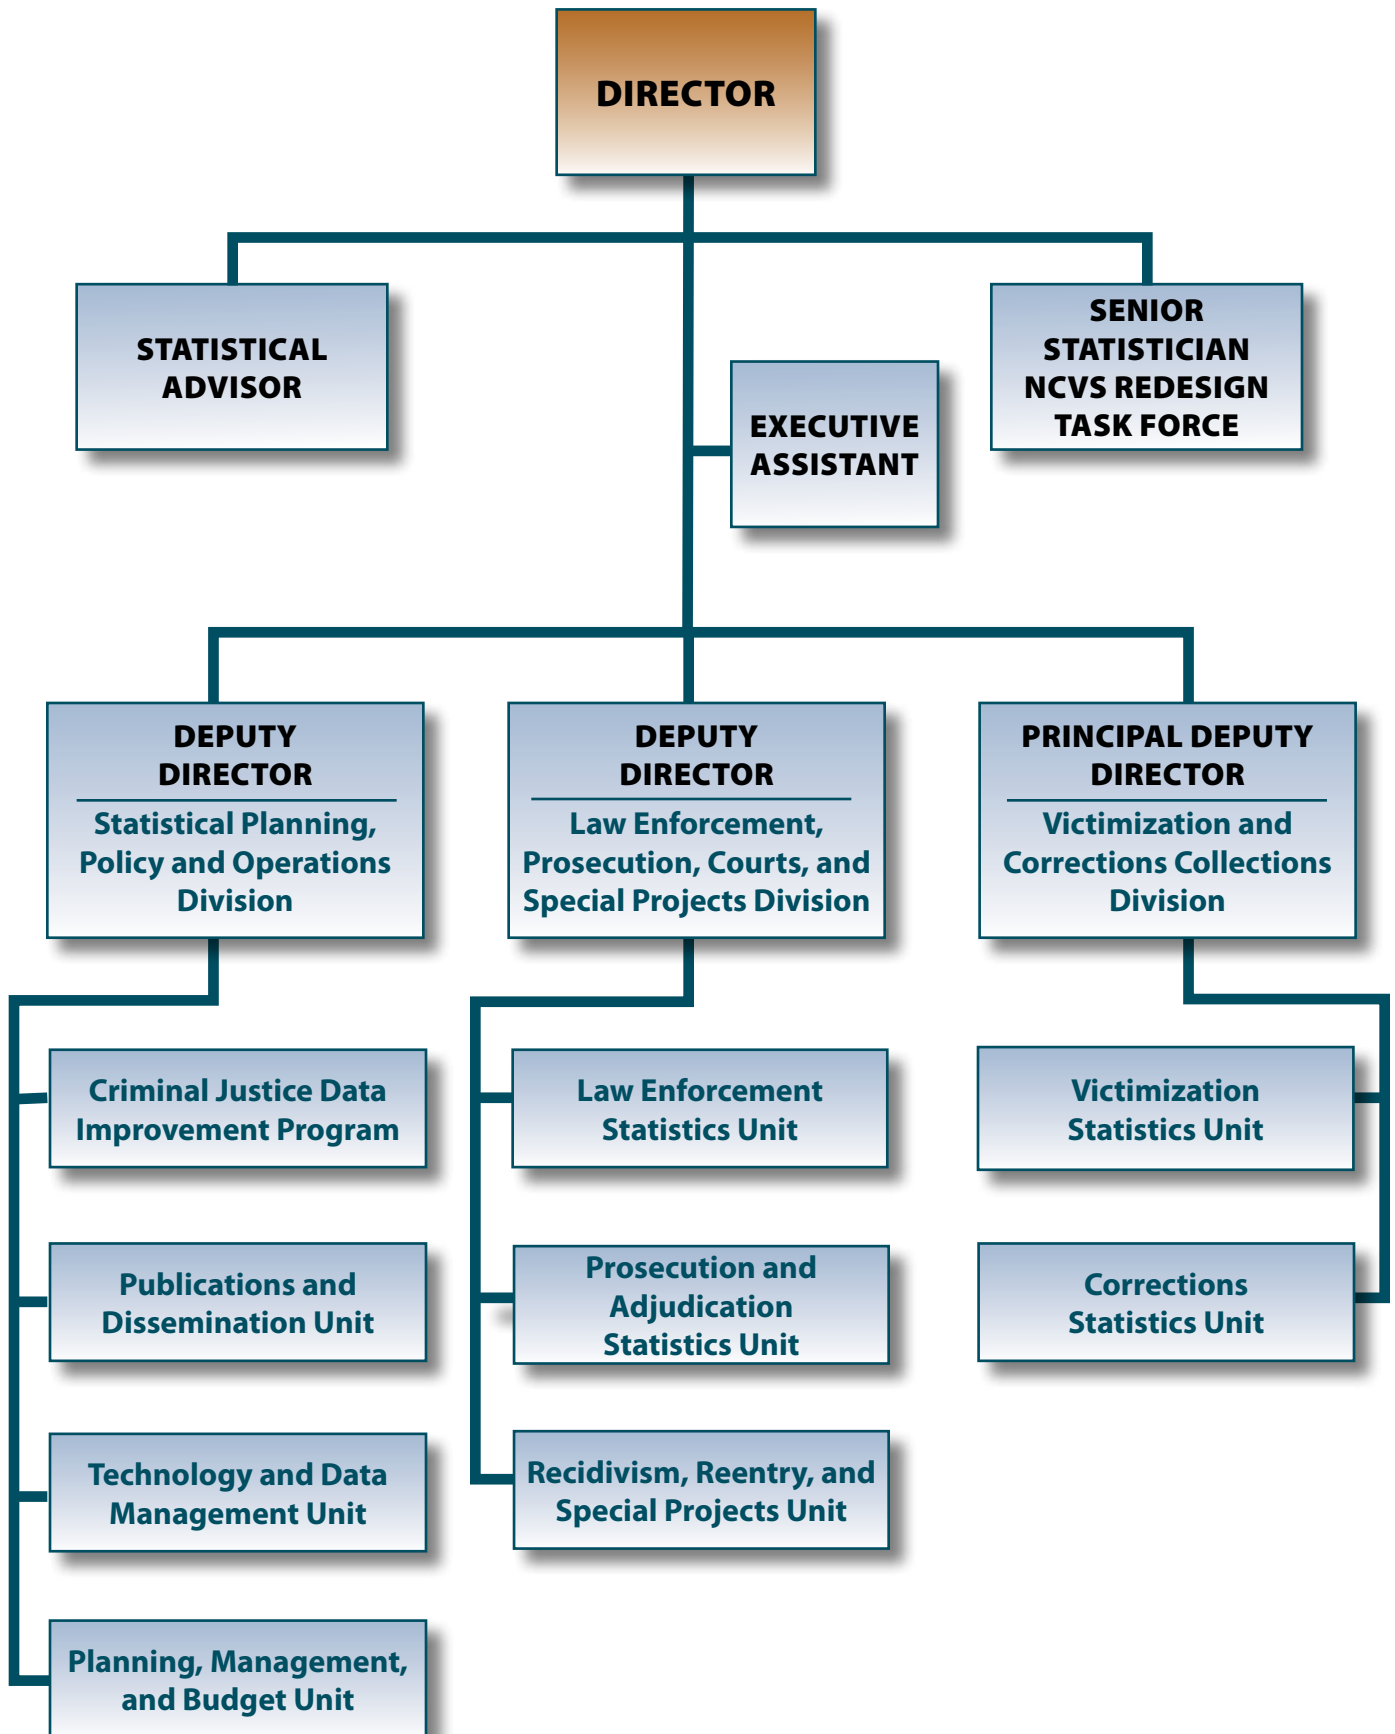 DIRECTOR
STATISTICAL
ADVISOR
SENIOR
STATISTICIAN
NCVS REDESIGN
TASK FORCE
EXECUTIVE
ASSISTANT
DEPUTY
DIRECTOR
Statistical Planning,
Policy and Operations
Division
DEPUTY
DIRECTOR
Law Enforcement,
Prosecution, Courts, and
Special Projects Division
PRINCIPAL DEPUTY
DIRECTOR
Victimization and
Corrections Collections
Division
Criminal Justice Data
Improvement Program
Publications and
Dissemination Unit
Technology and Data
Management Unit
Planning, Management,
and Budget Unit
Law Enforcement
Statistics Unit
Prosecution and
Adjudication
Statistics Unit
Recidivism, Reentry, and
Special Projects Unit
Victimization
Statistics Unit
Corrections
Statistics Unit